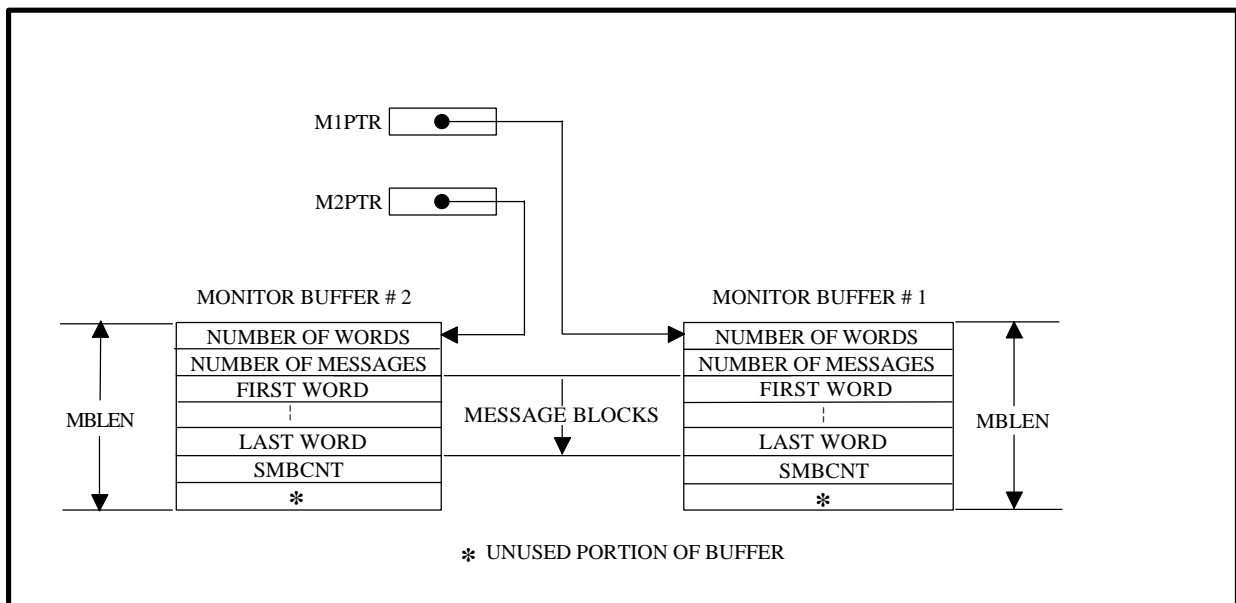 M1PTR
M2PTR
MONITOR BUFFER # 2
MONITOR BUFFER # 1
NUMBER OF WORDS
NUMBER OF MESSAGES
FIRST WORD
LAST WORD
SMBCNT
*
MBLEN
MESSAGE BLOCKS
NUMBER OF WORDS
NUMBER OF MESSAGES
FIRST WORD
LAST WORD
SMBCNT
*
MBLEN
* UNUSED PORTION OF BUFFER